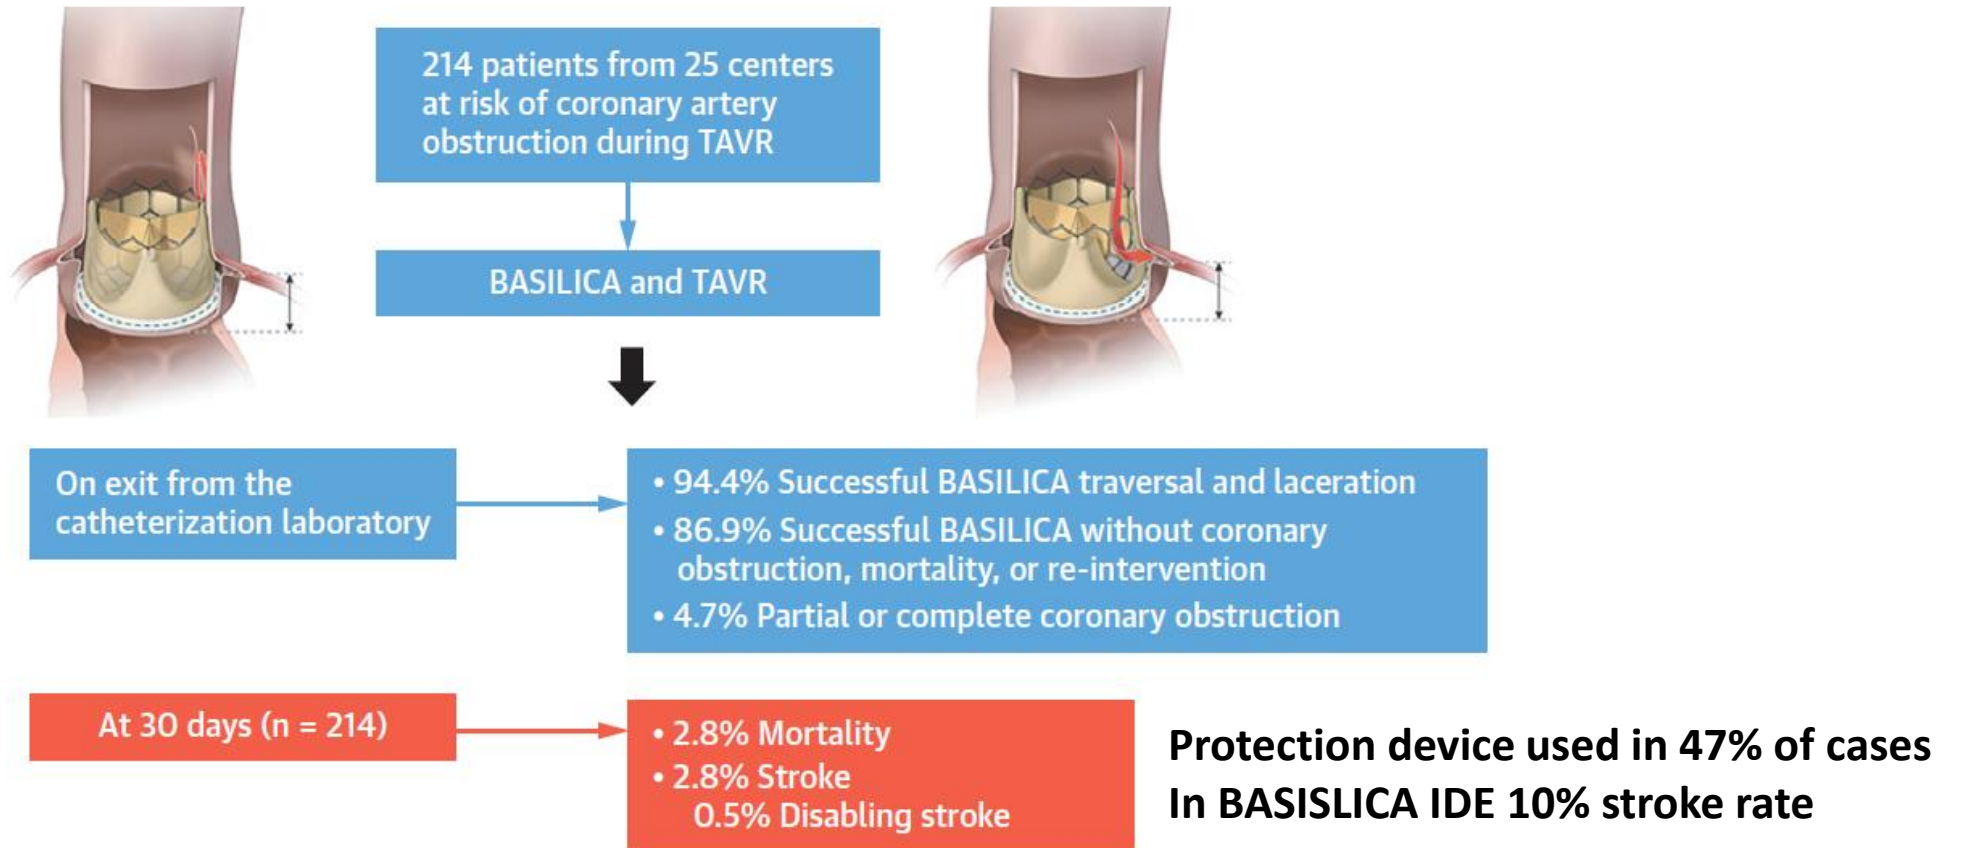 214 patients from 25 centers
at risk of coronary artery
obstruction during TAVR
BASILICA and TAVR
On exit from the
catheterization laboratory
• 94.4% Successful BASILICA traversal and laceration
• 86.9% Successful BASILICA without coronary
obstruction, mortality, or re-intervention
• 4.7% Partial or complete coronary obstruction
At 30 days (n = 214)
• 2.8% Mortality
• 2.8% Stroke
0.5% Disabling stroke
Protection device used in 47% of cases
In BASISLICA IDE 10% stroke rate